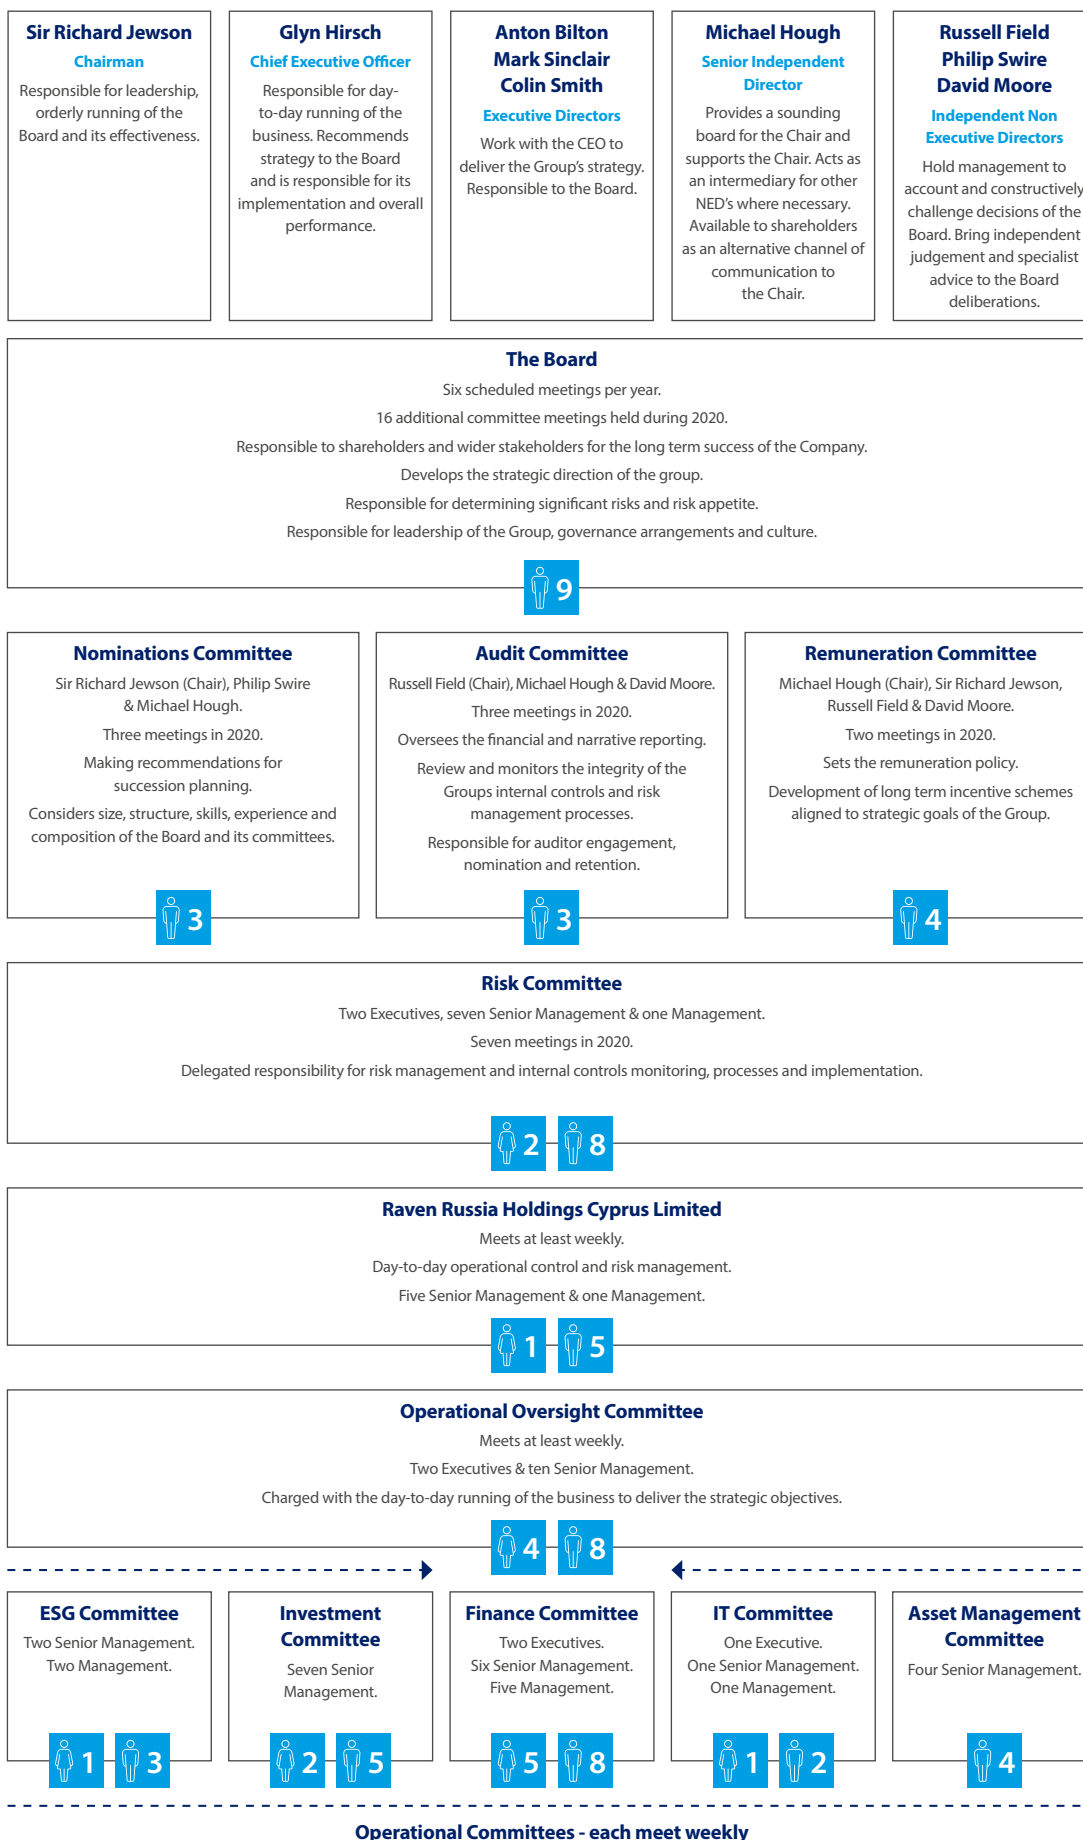 Sir Richard Jewson
Chairman
Responsible for leadership,
orderly running of the
Board and its effectiveness.
Glyn Hirsch
Chief Executive Officer
Responsible for day-
to-day running of the
business. Recommends
strategy to the Board
and is responsible for its
implementation and overall
performance.
Anton Bilton
Mark Sinclair
Colin Smith
Executive Directors
Work with the CEO to
deliver the Group's strategy.
Responsible to the Board.
Michael Hough
Senior Independent
Director
Provides a sounding
board for the Chair and
supports the Chair. Acts as
an intermediary for other
NED's where necessary.
Available to shareholders
as an alternative channel of
communication to
the Chair.
Russell Field
Philip Swire
David Moore
Independent Non
Executive Directors
Hold management to
account and constructively
challenge decisions of the
Board. Bring independent
judgement and specialist
advice to the Board
deliberations.
The Board
Six scheduled meetings per year.
16 additional committee meetings held during 2020.
Responsible to shareholders and wider stakeholders for the long term success of the Company.
Develops the strategic direction of the group.
Responsible for determining significant risks and risk appetite.
Responsible for leadership of the Group, governance arrangements and culture.
9
Nominations Committee
Sir Richard Jewson (Chair), Philip Swire
& Michael Hough.
Three meetings in 2020.
Making recommendations for
succession planning.
Considers size, structure, skills, experience and
composition of the Board and its committees.
3
Audit Committee
Russell Field (Chair), Michael Hough & David Moore.
Three meetings in 2020.
Oversees the financial and narrative reporting.
Review and monitors the integrity of the
Groups internal controls and risk
management processes.
Responsible for auditor engagement,
nomination and retention.
3
Remuneration Committee
Michael Hough (Chair), Sir Richard Jewson,
Russell Field & David Moore.
Two meetings in 2020.
Sets the remuneration policy.
Development of long term incentive schemes
aligned to strategic goals of the Group.
4
Risk Committee
Two Executives, seven Senior Management & one Management.
Seven meetings in 2020.
Delegated responsibility for risk management and internal controls monitoring, processes and implementation.
2 8
Raven Russia Holdings Cyprus Limited
Meets at least weekly.
Day-to-day operational control and risk management.
Five Senior Management & one Management.
1 5
Operational Oversight Committee
Meets at least weekly.
Two Executives & ten Senior Management.
Charged with the day-to-day running of the business to deliver the strategic objectives.
4 8
ESG Committee
Two Senior Management.
Two Management.
1 3
Investment
Committee
Seven Senior
Management.
2 5
Finance Committee
Two Executives.
Six Senior Management.
Five Management.
5 8
IT Committee
One Executive.
One Senior Management.
One Management.
1 2
Asset Management
Committee
Four Senior Management.
4
Operational Committees - each meet weekly